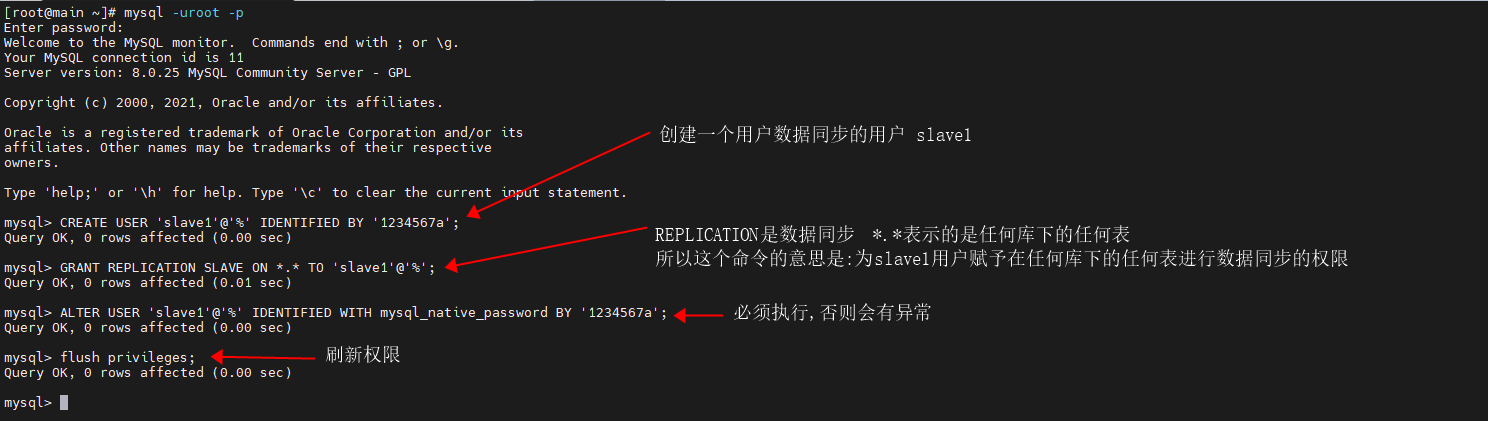 [root@main ~]# mysql -uroot -p
Enter password:
Welcome to the MySQL monitor.  Commands end with ; or \g.
Your MySQL connection id is 11
Server version: 8.0.25 MySQL Community Server - GPL
Copyright (c) 2000, 2021, Oracle and/or its affiliates.
Oracle is a registered trademark of Oracle Corporation and/or its
affiliates. Other names may be trademarks of their respective
owners.
创建一个用户数据同步的用户 slave1
Type 'help;' or '\h' for help. Type '\c' to clear the current input statement.
mysql> CREATE USER 'slave1'@'%' IDENTIFIED BY '1234567a';
Query OK, 0 rows affected (0.00 sec)
REPLICATION是数据同步  *.*表示的是任何库下的任何表
所以这个命令的意思是:为slave1用户赋予在任何库下的任何表进行数据同步的权限
mysql> GRANT REPLICATION SLAVE ON *.* TO 'slave1'@'%';
Query OK, 0 rows affected (0.01 sec)
mysql> ALTER USER 'slave1'@'%' IDENTIFIED WITH mysql_native_password BY '1234567a';
必须执行,否则会有异常
Query OK, 0 rows affected (0.00 sec)
mysql> flush privileges;
刷新权限
Query OK, 0 rows affected (0.00 sec)
mysql>